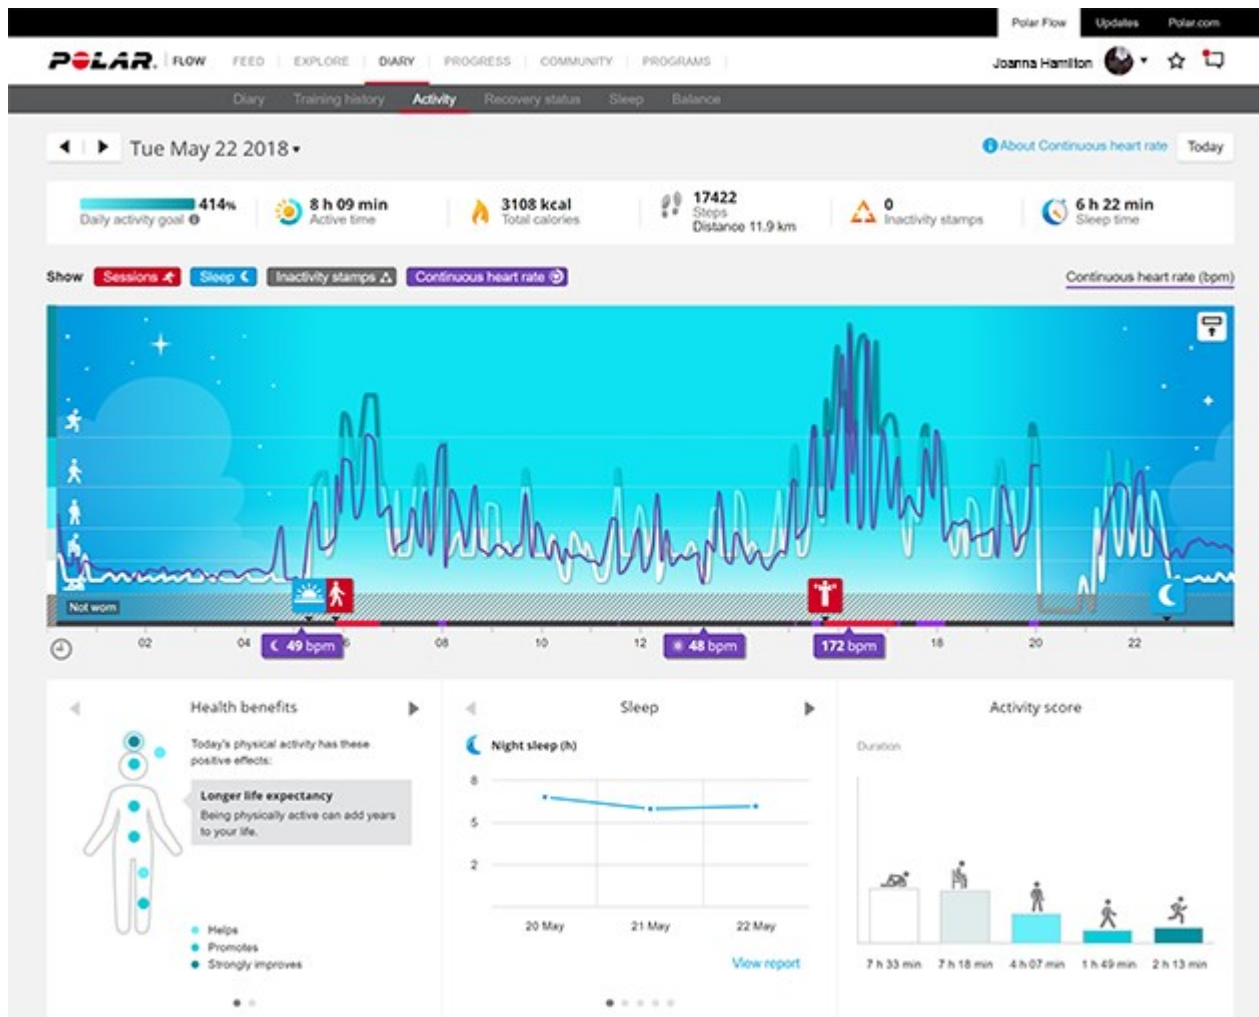 Polar Flow Updates Polar.com
POLAR. FLOW FEED EXPLORE DIARY PROGRESS COMMUNITY PROGRAMS Joanna Hamilton
Diary Training history Activity Recovery status Sleep Balance
Tue May 22 2018 About Continuous heart rate Today
414% 8 h 09 min 3108 kcal 17422 0 6 h 22 min
Daily activity goal Active time Total calories Steps Inactivity stamps Sleep time
Distance 11.9 km
Show Sessions Sleep Inactivity stamps Continuous heart rate Continuous heart rate (bpm)
Not worn
02 04 06 08 10 12 18 20 22
49 bpm 48 bpm 172 bpm
Health benefits
Today's physical activity has these
positive effects:
Longer life expectancy
Being physically active can add years
to your life.
Helps
Promotes
Strongly improves
Sleep
Night sleep (h)
8
5
2
20 May 21 May 22 May
View report
Activity score
Duration
7 h 33 min 7 h 18 min 4 h 07 min 1 h 49 min 2 h 13 min